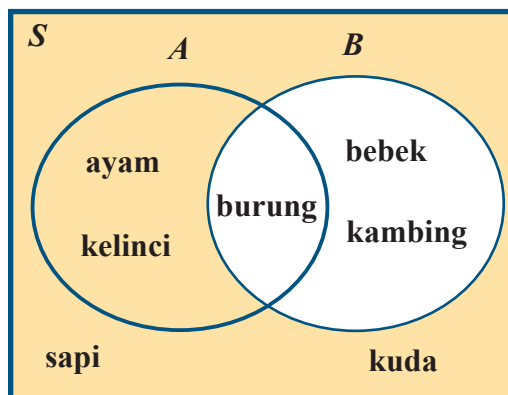 S
A B
ayam bebek
burung
kelinci kambing
sapi kuda